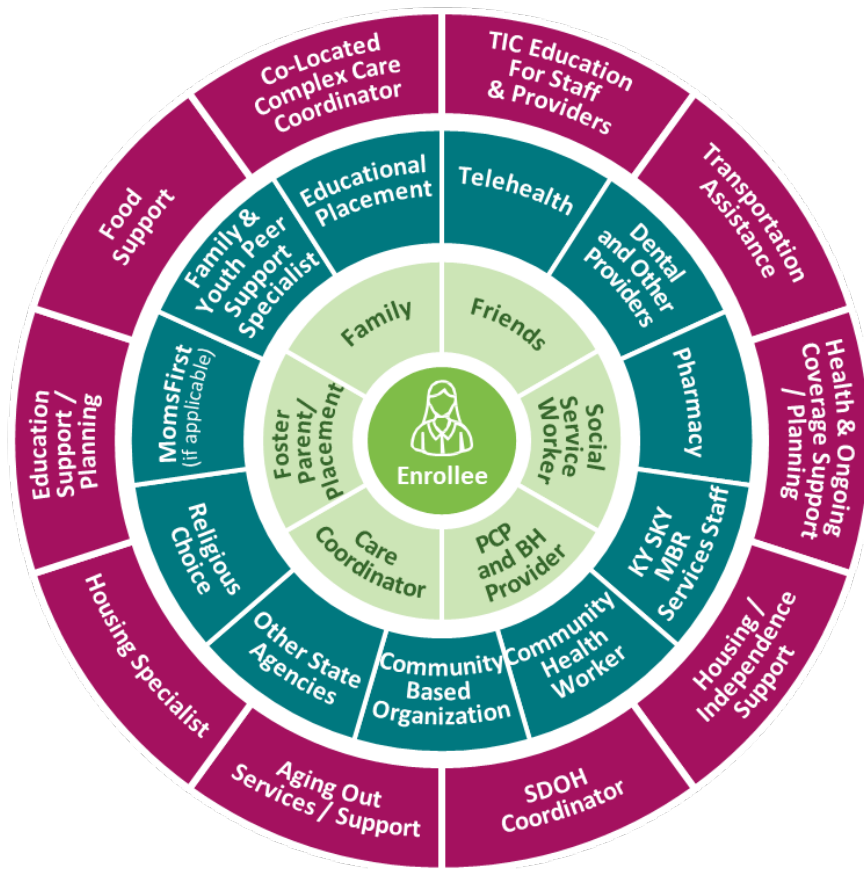 Co-Located
Complex Care
Coordinator
TIC Education
For Staff
& Providers
Transportation
Assistance
Health & Ongoing
Coverage Support
/ Planning
Housing /
Independence
Support
SDOH
Coordinator
Aging Out
Services / Support
Housing Specialist
Education
Support /
Planning
Food
Support
Educational
Placement
Telehealth
Dental
and Other
Providers
Pharmacy
KY SKY
MBR
Services Staff
Community
Health
Worker
Community
Based
Organization
Other State
Agencies
Religious
Choice
MomsFirst
(if applicable)
Family &
Youth Peer
Support
Specialist
Family
Friends
Social
Service
Worker
PCP
and BH
Provider
Care
Coordinator
Foster
Parent/
Placement
Enrollee